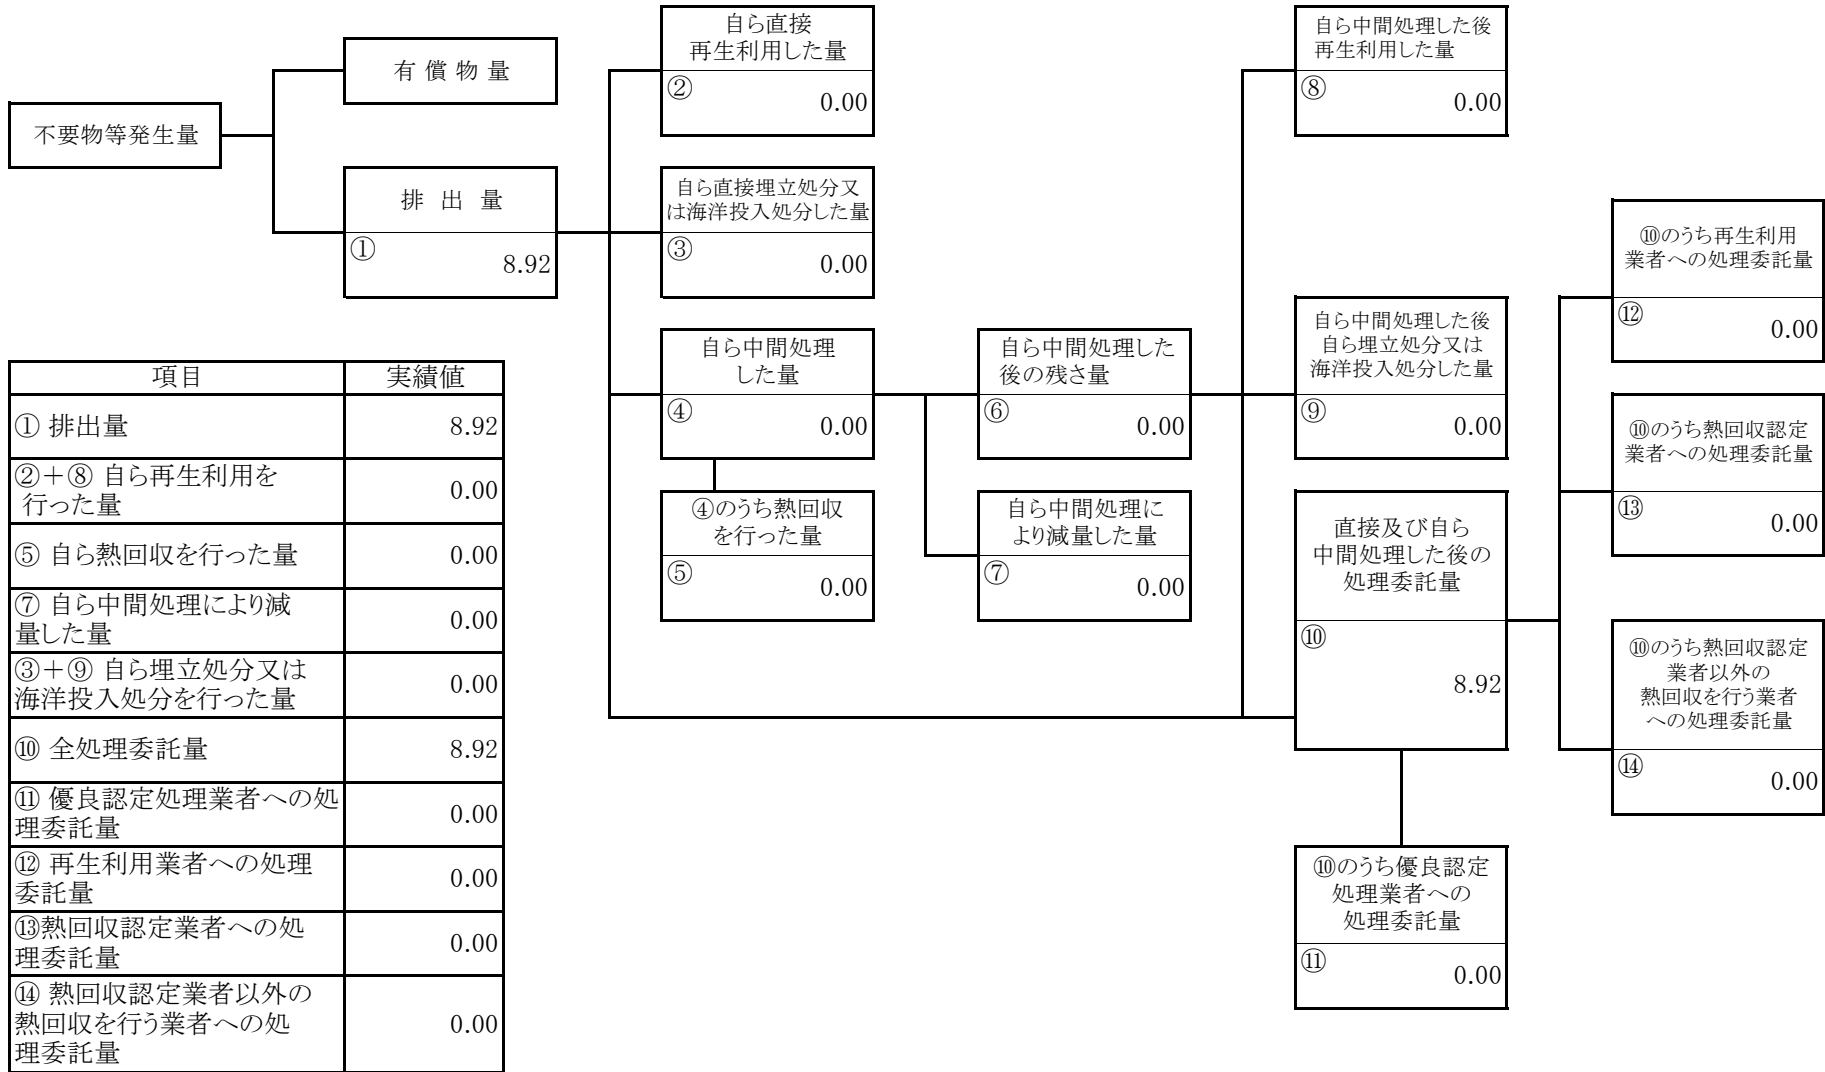 不要物等発生量
有 償 物 量
排 出 量
①
8.92
自ら直接
再生利用した量
②
0.00
自ら直接埋立処分又
は海洋投入処分した量
③
0.00
自ら中間処理
した量
④
0.00
④のうち熱回収
を行った量
⑤
0.00
自ら中間処理した
後の残さ量
⑥
0.00
自ら中間処理に
より減量した量
⑦
0.00
自ら中間処理した後
再生利用した量
⑧
0.00
自ら中間処理した後
自ら埋立処分又は
海洋投入処分した量
⑨
0.00
直接及び自ら
中間処理した後の
処理委託量
⑩
8.92
⑩のうち優良認定
処理業者への
処理委託量
⑪
0.00
⑩のうち再生利用
業者への処理委託量
⑫
0.00
⑩のうち熱回収認定
業者への処理委託量
⑬
0.00
⑩のうち熱回収認定
業者以外の
熱回収を行う業者
への処理委託量
⑭
0.00
項目 実績値
① 排出量 8.92
②＋⑧ 自ら再生利用を
行った量 0.00
⑤ 自ら熱回収を行った量 0.00
⑦ 自ら中間処理により減
量した量 0.00
③＋⑨ 自ら埋立処分又は
海洋投入処分を行った量 0.00
⑩ 全処理委託量 8.92
⑪ 優良認定処理業者への処
理委託量 0.00
⑫ 再生利用業者への処理
委託量 0.00
⑬熱回収認定業者への処
理委託量 0.00
⑭ 熱回収認定業者以外の
熱回収を行う業者への処
理委託量 0.00